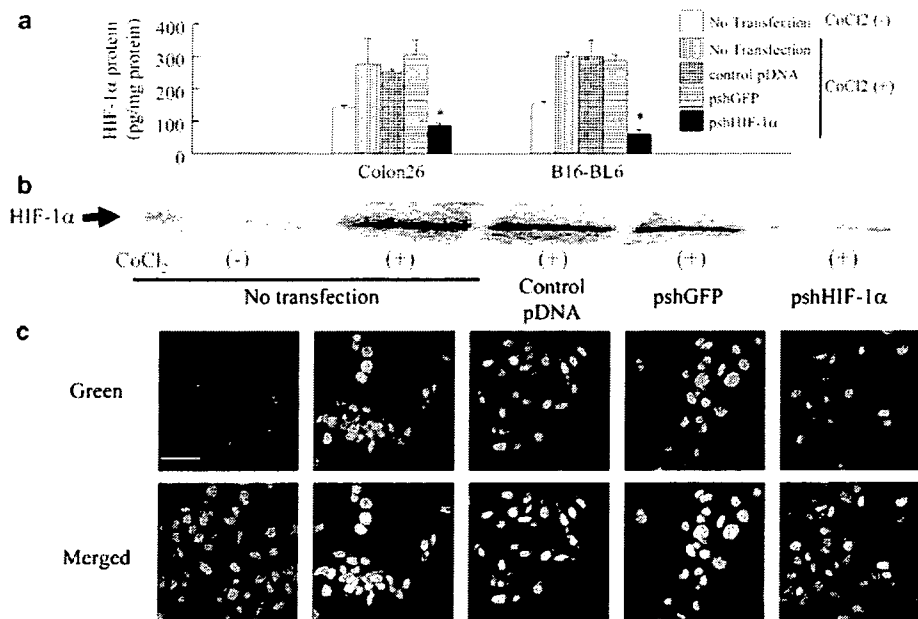 a
HIF-1α protein
(pg/mg protein)
400
300
200
100
0
*
*
Colon26
B16-BL6
No Transfection
CoCl2 (-)
No Transfection
control pDNA
pshGFP
pshHIF-1α
CoCl2 (+)
b
HIF-1α
CoCl2 (-) (+) (+) (+) (+)
No transfection
Control
pDNA
pshGFP
pshHIF-1α
c
Green
Merged